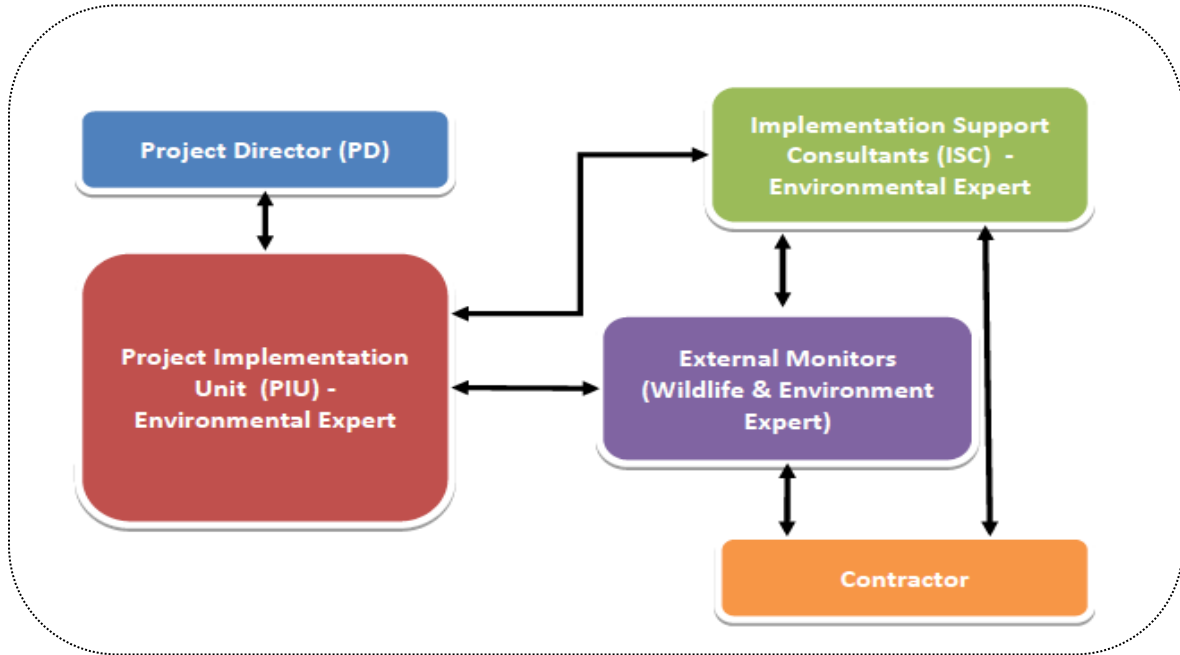 Project Director (PD)
Implementation Support
Consultants (ISC)  -
Environmental Expert
Project Implementation
Unit  (PIU) -
Environmental Expert
External Monitors
(Wildlife & Environment
Expert)
Contractor